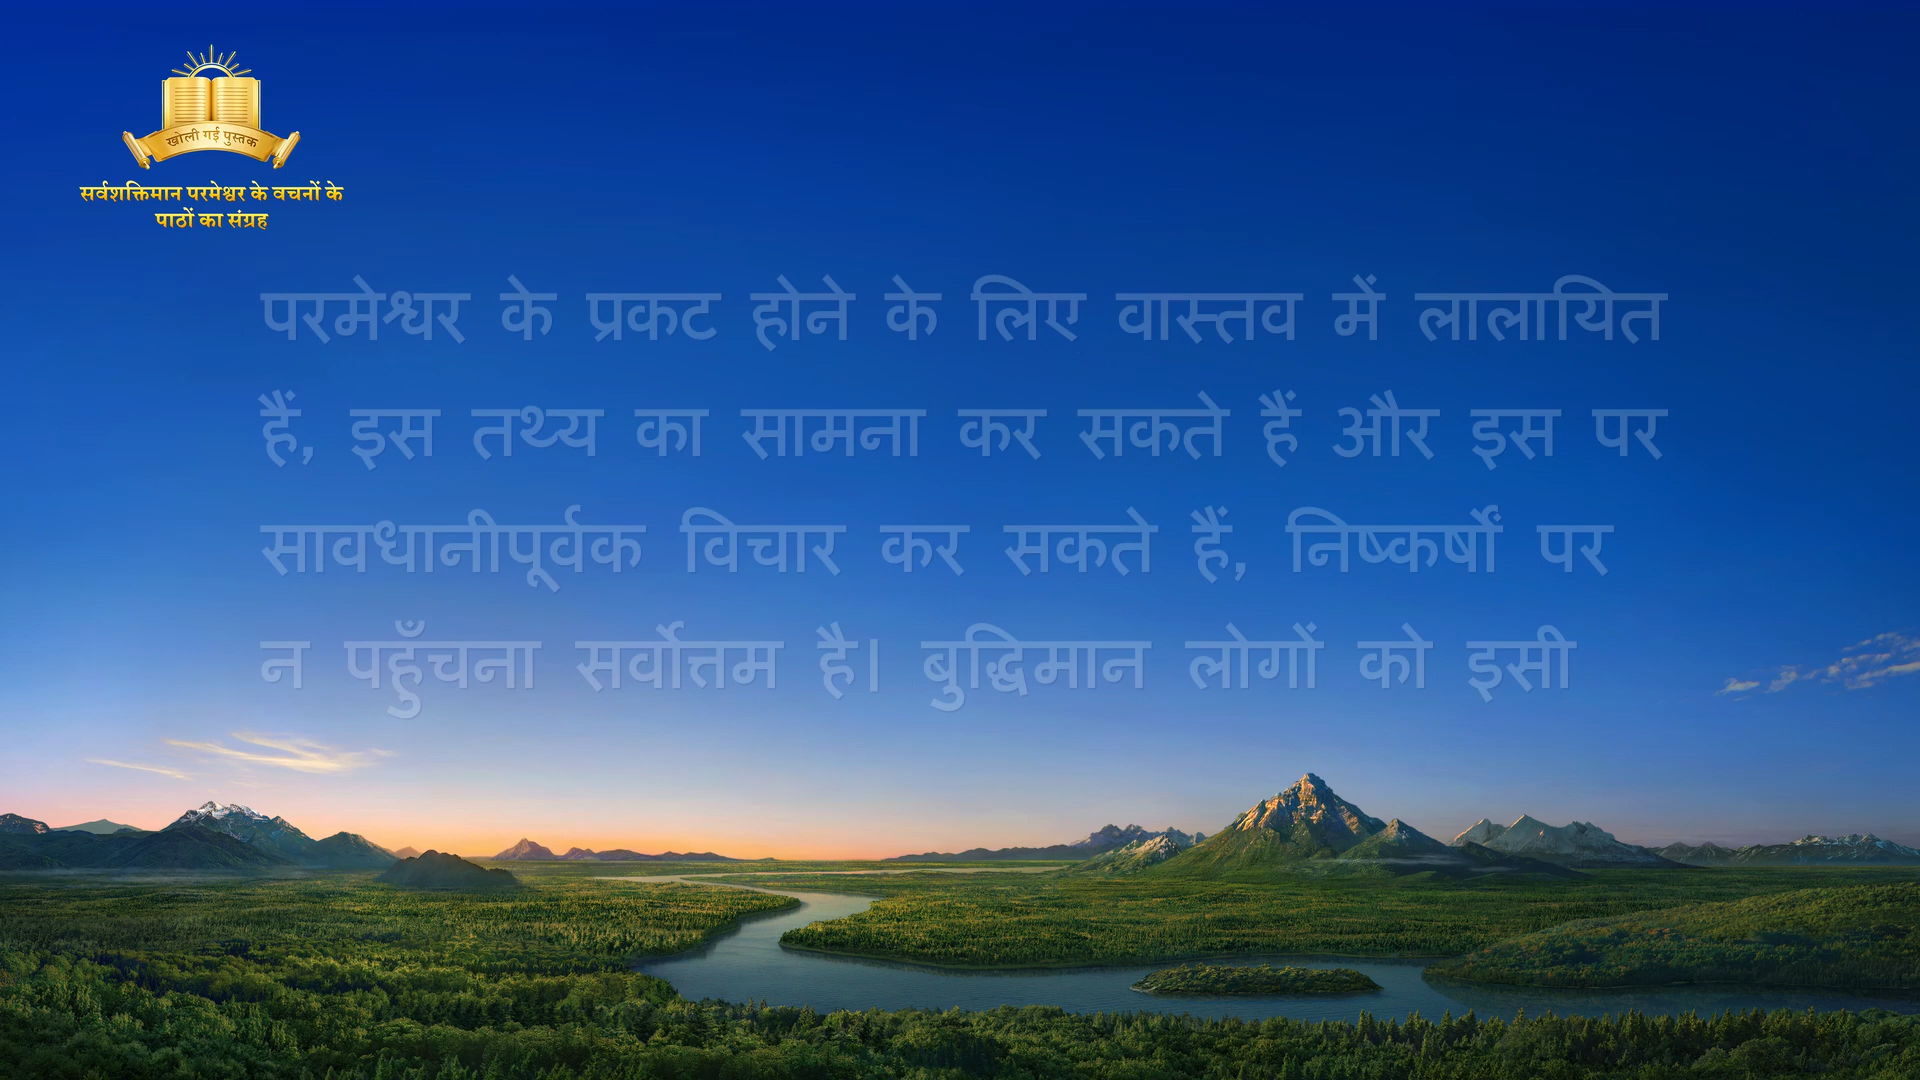 खोली गई पुस्तक
सर्वशक्तिमान परमेश्वर के वचनों के
पाठों का संग्रह
परमेश्वर के प्रकट होने के लिए वास्तव में लालायित
हैं, इस तथ्य का सामना कर सकते हैं और इस पर
सावधानीपूर्वक विचार कर सकते हैं, निष्कर्षों पर
न पहुँचना सर्वोत्तम है। बुद्धिमान लोगों को इसी